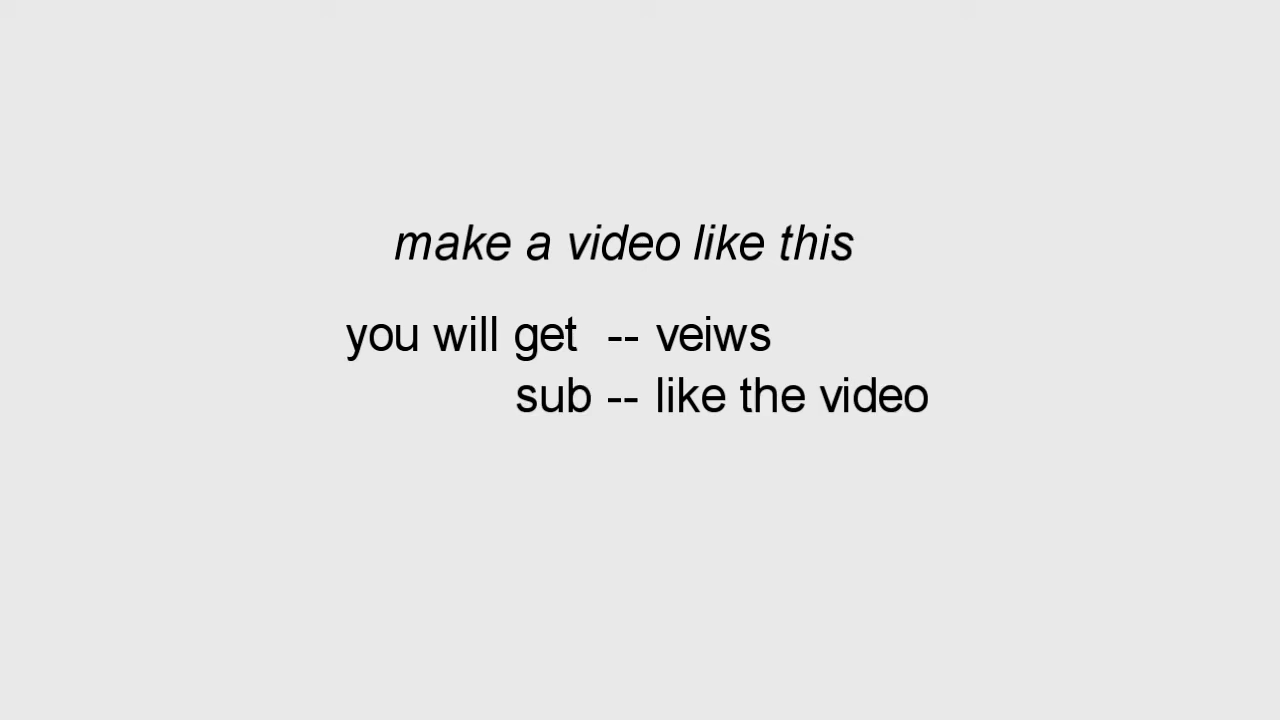 make a video like this
you will get -- veiws
sub -- like the video